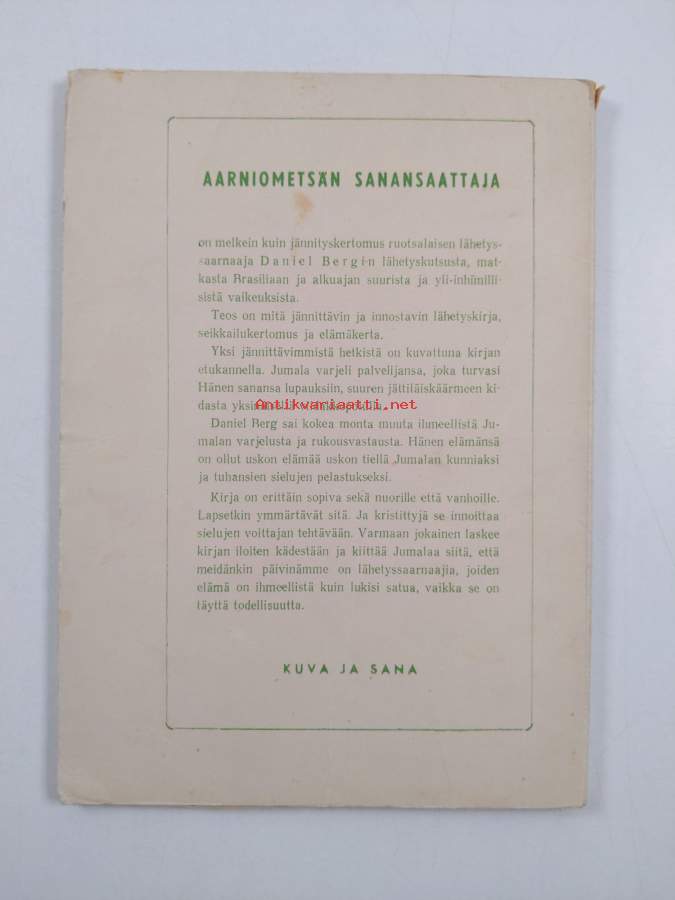 AARNIOMETSÄN SANANSAATTAJA
on melkein kuin jännityskertomus ruotsalaisen lähetys-
saarnaaja Daniel Bergin lähetyskutsusta, mat-
kasta Brasiliaan ja alkuajan suurista ja yli-inhimilli-
sistä vaikeuksista.
Teos on mitä jännittävin ja innostavin lähetyskirja,
seikkailukertomus ja elämäkerta.
Yksi jännittävimmistä hetkistä on kuvattuna kirjan
etukannella. Jumala varjeli palvelijansa, joka turvasi
Hänen sanansa lupauksiin, suuren jättiläiskäärmeen ki-
dasta
Antikvariaatti.net
Daniel Berg sai kokea monta muuta ihmeellistä Ju-
malan varjelusta ja rukousvastausta. Hänen elämänsä
on ollut uskon elämää uskon tiellä Jumalan kunniaksi
ja tuhansien sielujen pelastukseksi.
Kirja on erittäin sopiva sekä nuorille että vanhoille.
Lapsetkin ymmärtävät sitä. Ja kristittyjä se innoittaa
sielujen voittajan tehtävään. Varmaan jokainen laskee
kirjan iloiten kädestään ja kiittää Jumalaa siitä, että
meidänkin päivinämme on lähetyssaarnaajia, joiden
elämä on ihmeellistä kuin lukisi satua, vaikka se on
täyttä todellisuutta.
KUVA JA SANA